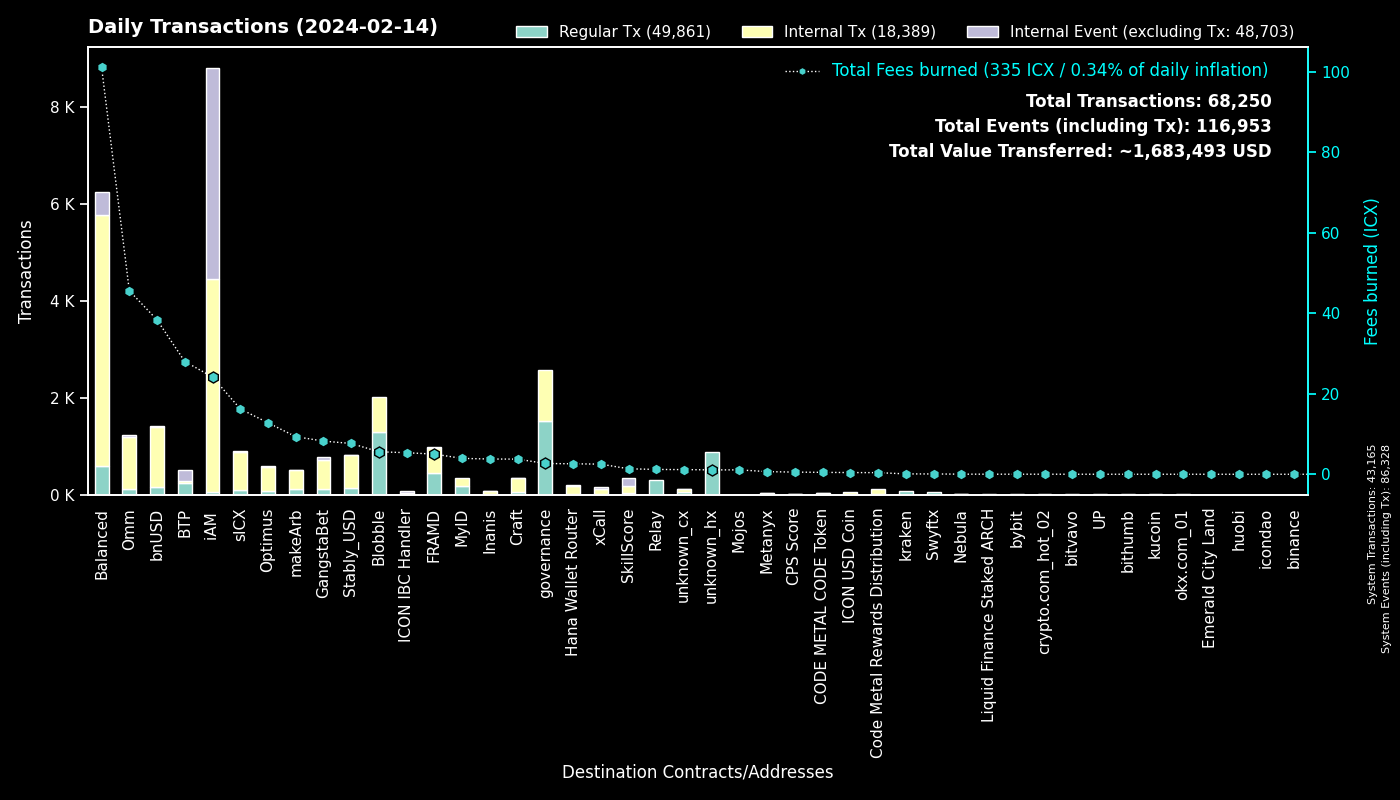 Daily Transactions (2024-02-14)
Regular Tx (49,861)
Internal Tx (18,389)
Internal Event (excluding Tx: 48,703)
Total Fees burned (335 ICX / 0.34% of daily inflation)
Total Transactions: 68,250
Total Events (including Tx): 116,953
Total Value Transferred: ~1,683,493 USD
Transactions
8 K
6 K
4 K
2 K
0 K
100
80
60
40
20
0
Fees burned (ICX)
Balanced
Omm
bnUSD
BTP
iAM
sICX
Optimus
makeArb
GangstaBet
Stably_USD
Blobble
ICON IBC Handler
FRAMD
MyID
Inanis
Craft
governance
Hana Wallet Router
xCall
SkillScore
Relay
unknown_cx
unknown_hx
Mojos
Metanyx
CPS Score
CODE METAL CODE Token
ICON USD Coin
Code Metal Rewards Distribution
kraken
Swyftx
Nebula
Liquid Finance Staked ARCH
bybit
crypto.com_hot_02
bitvavo
UP
bithumb
kucoin
okx.com_01
Emerald City Land
huobi
icondao
binance
Destination Contracts/Addresses
System Transactions: 43,165
System Events (including Tx): 86,328